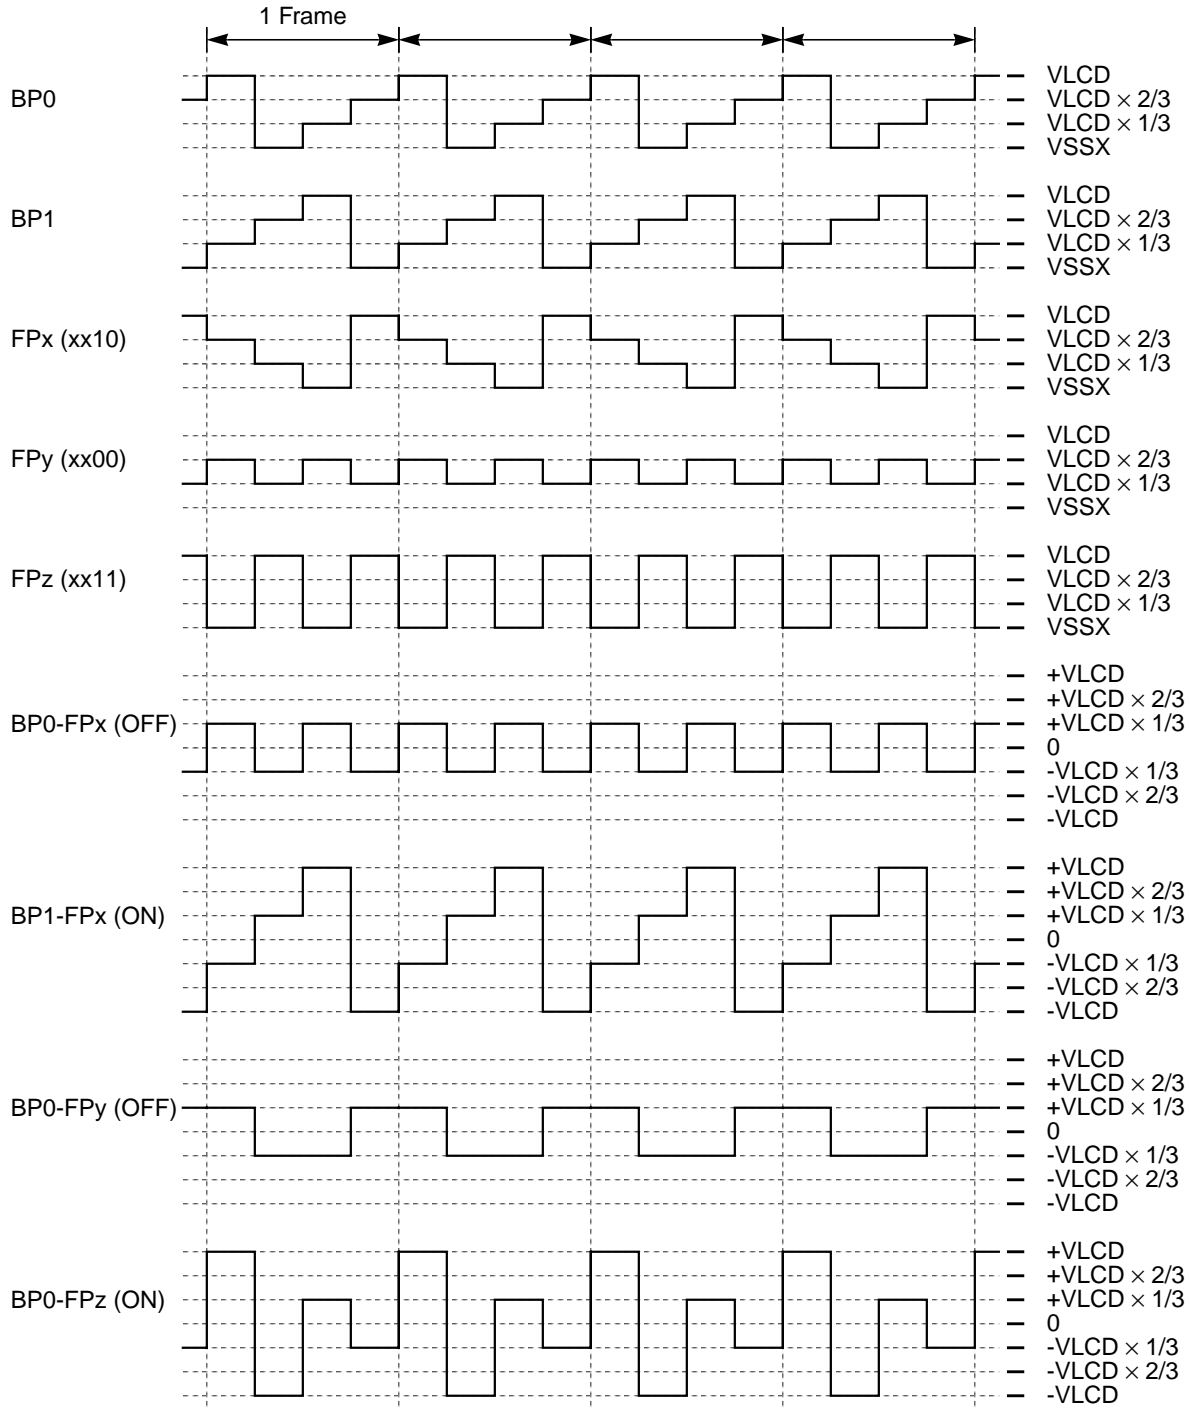 1 Frame
BP0
VLCD
VLCD × 2/3
VLCD × 1/3
VSSX
BP1
VLCD
VLCD × 2/3
VLCD × 1/3
VSSX
FPx (xx10)
VLCD
VLCD × 2/3
VLCD × 1/3
VSSX
FPy (xx00)
VLCD
VLCD × 2/3
VLCD × 1/3
VSSX
FPz (xx11)
VLCD
VLCD × 2/3
VLCD × 1/3
VSSX
BP0-FPx (OFF)
+VLCD
+VLCD × 2/3
+VLCD × 1/3
0
-VLCD × 1/3
-VLCD × 2/3
-VLCD
BP1-FPx (ON)
+VLCD
+VLCD × 2/3
+VLCD × 1/3
0
-VLCD × 1/3
-VLCD × 2/3
-VLCD
BP0-FPy (OFF)
+VLCD
+VLCD × 2/3
+VLCD × 1/3
0
-VLCD × 1/3
-VLCD × 2/3
-VLCD
BP0-FPz (ON)
+VLCD
+VLCD × 2/3
+VLCD × 1/3
0
-VLCD × 1/3
-VLCD × 2/3
-VLCD